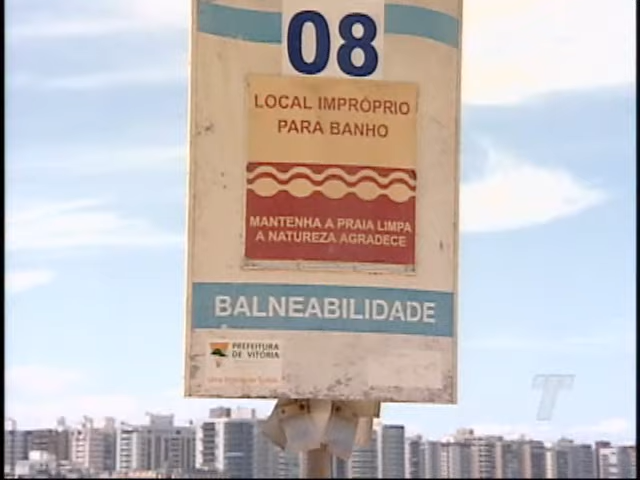 08
LOCAL IMPRÓPRIO
PARA BANHO
MANTENHA A PRAIA LIMPA
A NATUREZA AGRADECE
BALNEABILIDADE
PREFEITURA
DE VITÓRIA
T